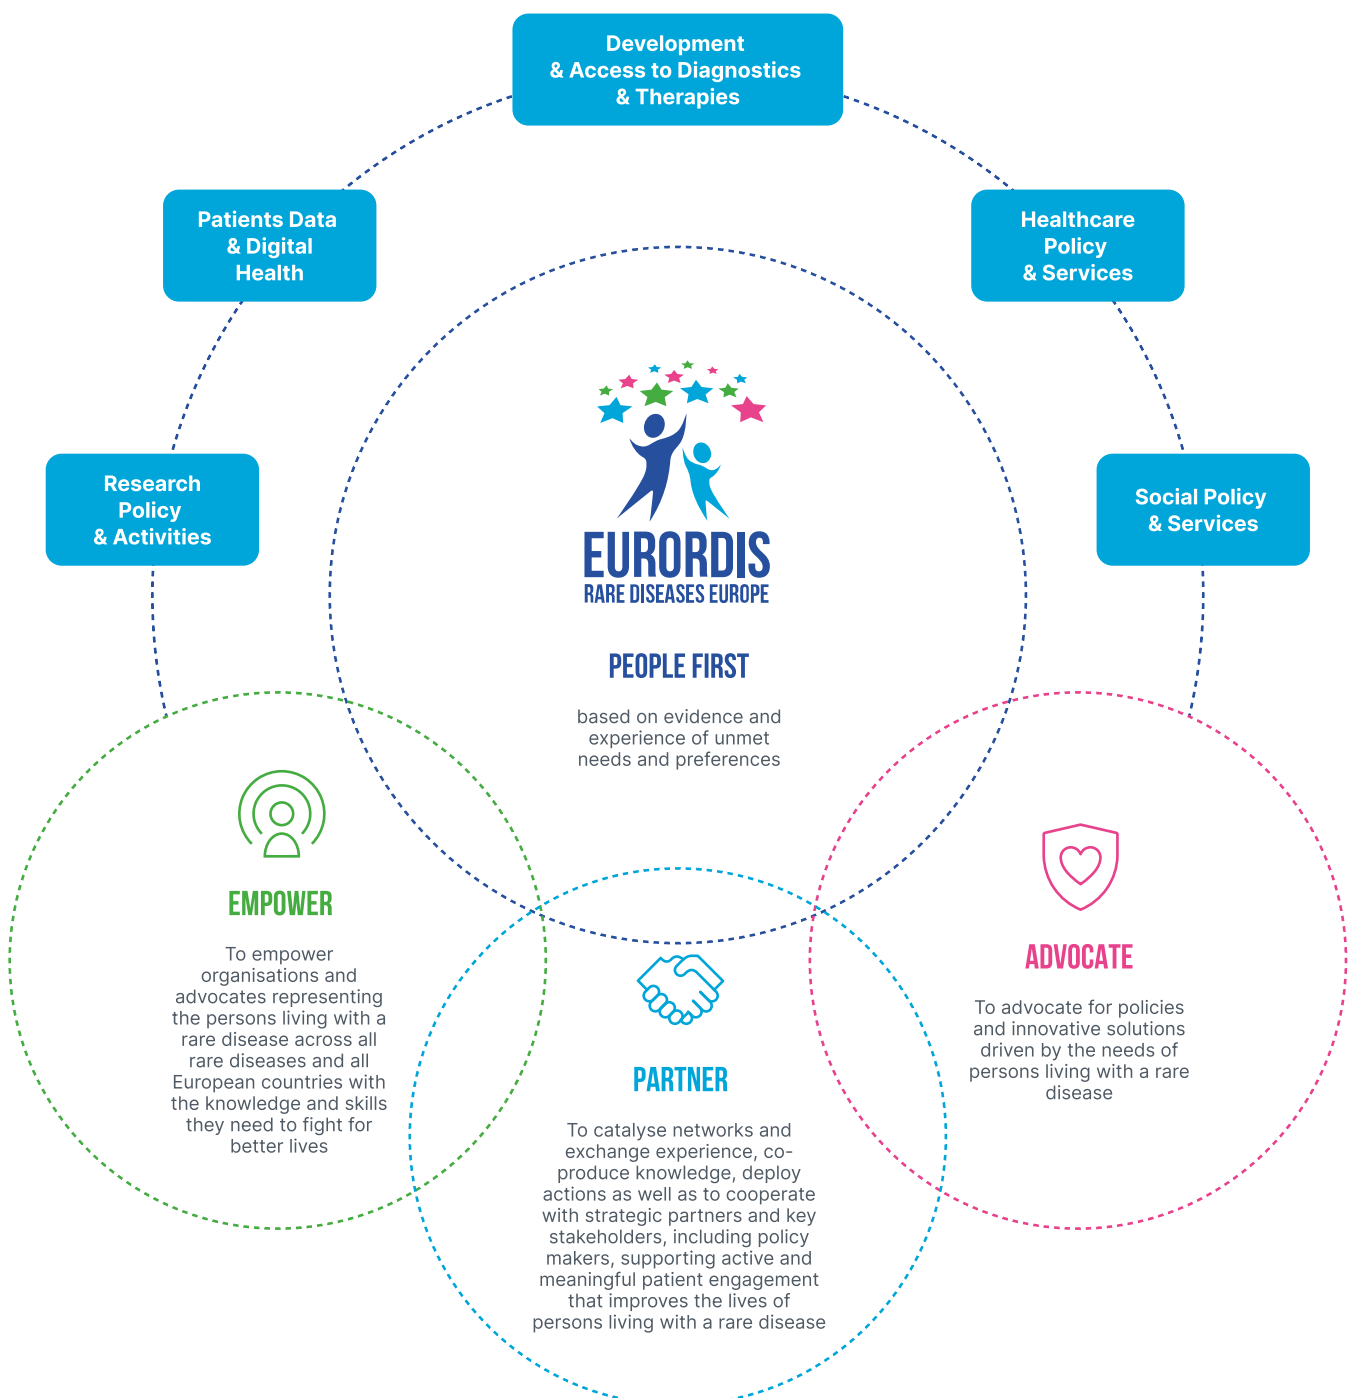 Development
& Access to Diagnostics
& Therapies
Patients Data
& Digital
Health
Healthcare
Policy
& Services
Research
Policy
& Activities
Social Policy
& Services
EURORDIS
RARE DISEASES EUROPE
PEOPLE FIRST
based on evidence and
experience of unmet
needs and preferences
EMPOWER
To empower
organisations and
advocates representing
the persons living with a
rare disease across all
rare diseases and all
European countries with
the knowledge and skills
they need to fight for
better lives
PARTNER
To catalyse networks and
exchange experience, co-
produce knowledge, deploy
actions as well as to cooperate
with strategic partners and key
stakeholders, including policy
makers, supporting active and
meaningful patient engagement
that improves the lives of
persons living with a rare disease
ADVOCATE
To advocate for policies
and innovative solutions
driven by the needs of
persons living with a rare
disease